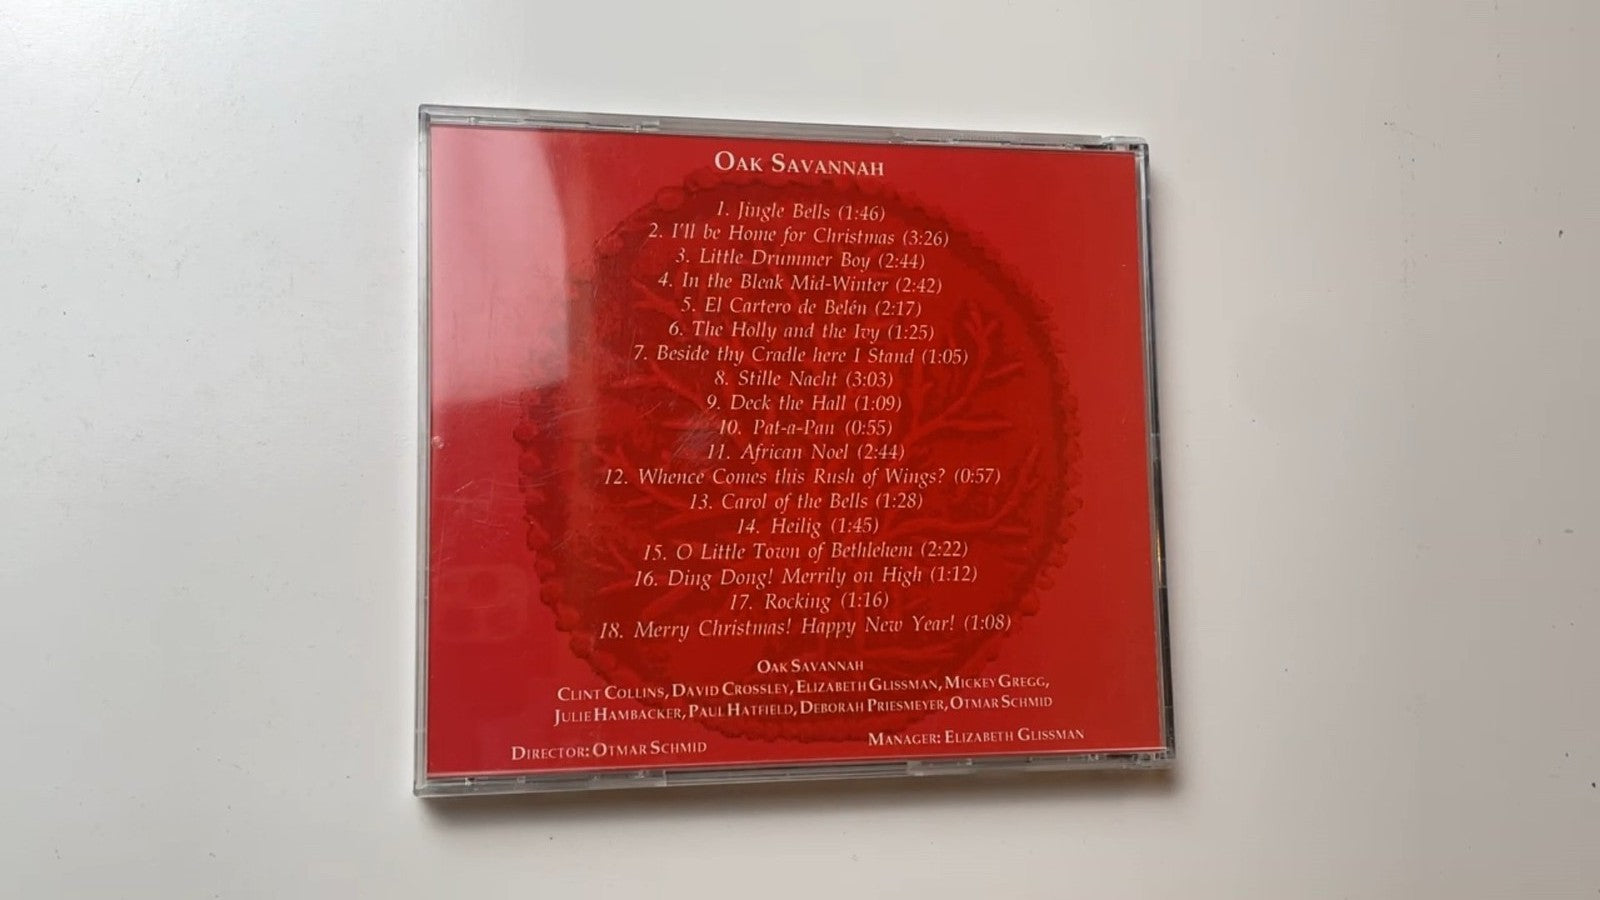 OAK SAVANNAH
1. Jingle Bells (1:46)
2. I'll be Home for Christmas (3:26)
3. Little Drummer Boy (2:44)
4. In the Bleak Mid-Winter (2:42)
5. El Cartero de Belén (2:17)
6. The Holly and the Ivy (1:25)
7. Beside thy Cradle here I Stand (1:05)
8. Stille Nacht (3:03)
9. Deck the Hall (1:09)
10. Pat-a-Pan (0:55)
11. African Noel (2:44)
12. Whence Comes this Rush of Wings? (0:57)
13. Carol of the Bells (1:28)
14. Heilig (1:45)
15. O Little Town of Bethlehem (2:22)
16. Ding Dong! Merrily on High (1:12)
17. Rocking (1:16)
18. Merry Christmas! Happy New Year! (1:08)
OAK SAVANNAH
CLINT COLLINS, DAVID CROSSLEY, ELIZABETH GLISSMAN, MICKEY GREGG,
JULIE HAMBACKER, PAUL HATFIELD, DEBORAH PRIESMEYER, OTMAR SCHMID
DIRECTOR: OTMAR SCHMID
MANAGER: ELIZABETH GLISSMAN